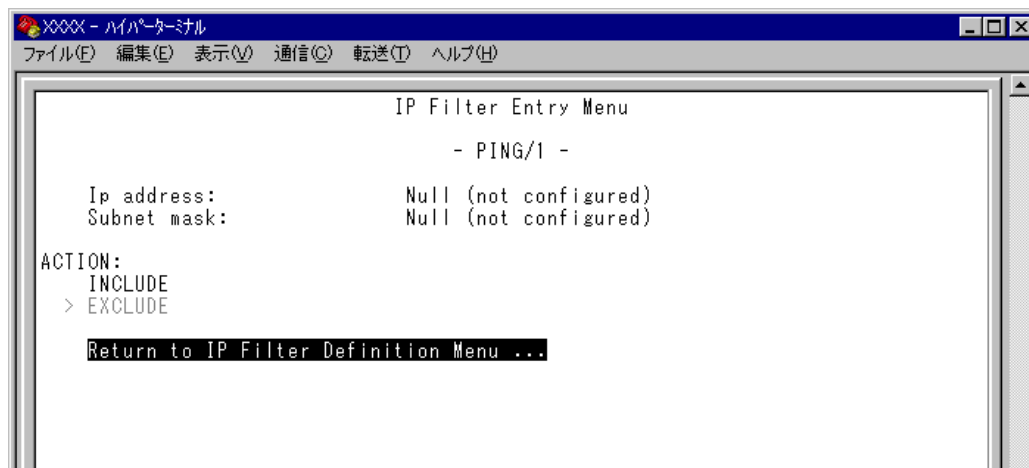 XXXX - ﾊｲﾊﾟｰﾀｰﾐﾅﾙ
ファイル(F) 編集(E) 表示(V) 通信(C) 転送(T) ヘルプ(H)
IP Filter Entry Menu
- PING/1 -
Ip address: Null (not configured)
Subnet mask: Null (not configured)
ACTION:
INCLUDE
> EXCLUDE
Return to IP Filter Definition Menu ...